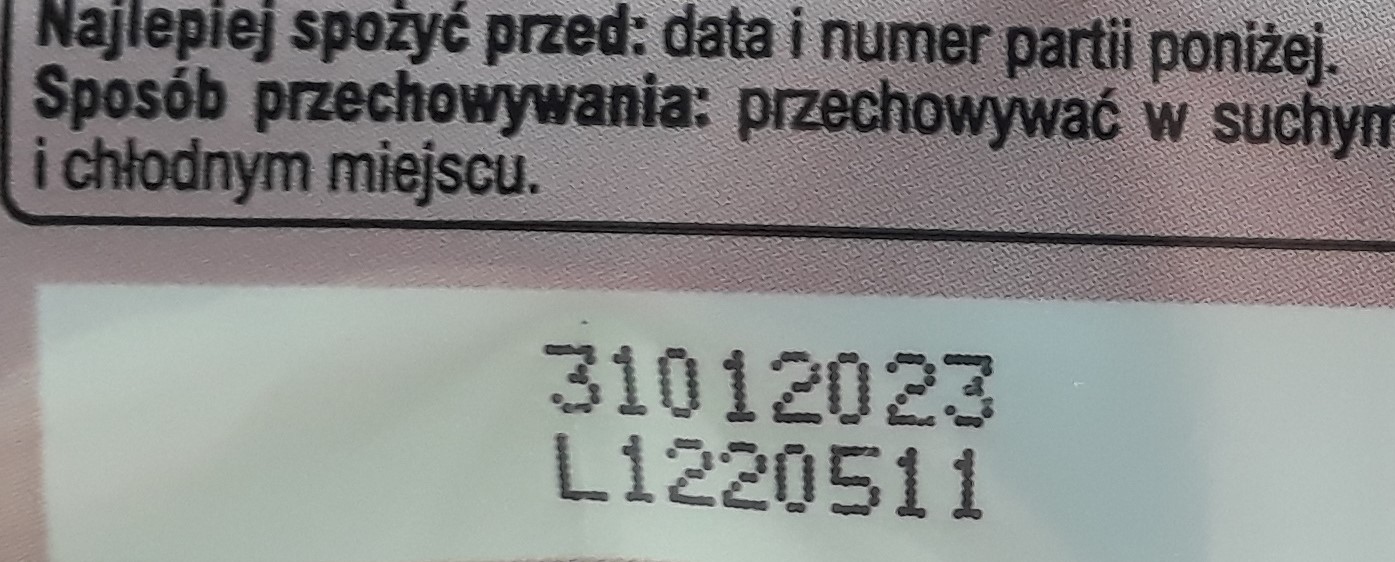 Najlepiej spożyć przed: data i numer partii poniżej.
Sposób przechowywania: przechowywać w suchym
i chłodnym miejscu.
31012023
L1220511